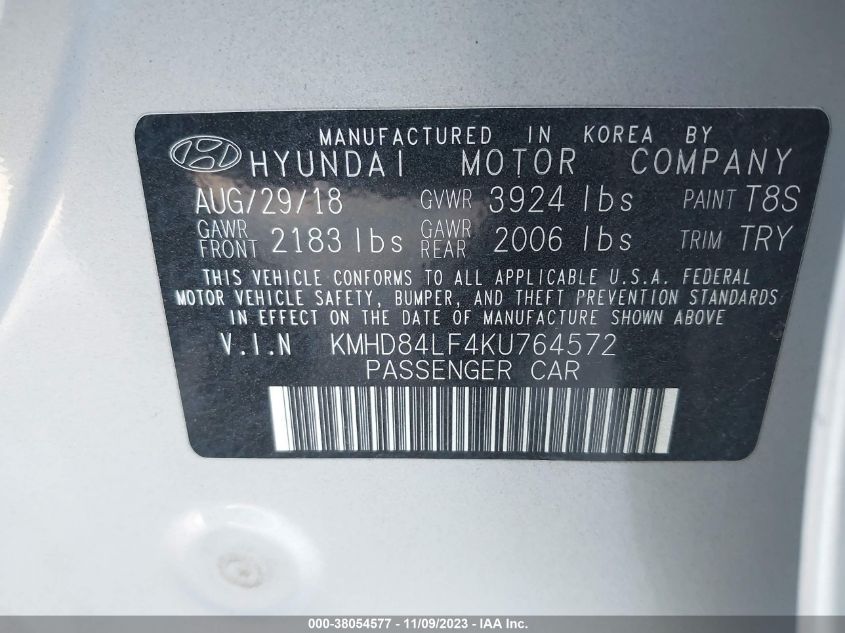 MANUFACTURED IN KOREA BY
HYUNDAI MOTOR COMPANY
AUG/29/18 GVWR 3924 lbs PAINT T8S
GAWR FRONT 2183 lbs GAWR REAR 2006 lbs TRIM TRY
THIS VEHICLE CONFORMS TO ALL APPLICABLE U.S.A. FEDERAL
MOTOR VEHICLE SAFETY, BUMPER, AND THEFT PREVENTION STANDARDS
IN EFFECT ON THE DATE OF MANUFACTURE SHOWN ABOVE
V.I.N KMHD84LF4KU764572
PASSENGER CAR
000-38054577 - 11/09/2023 - IAA Inc.